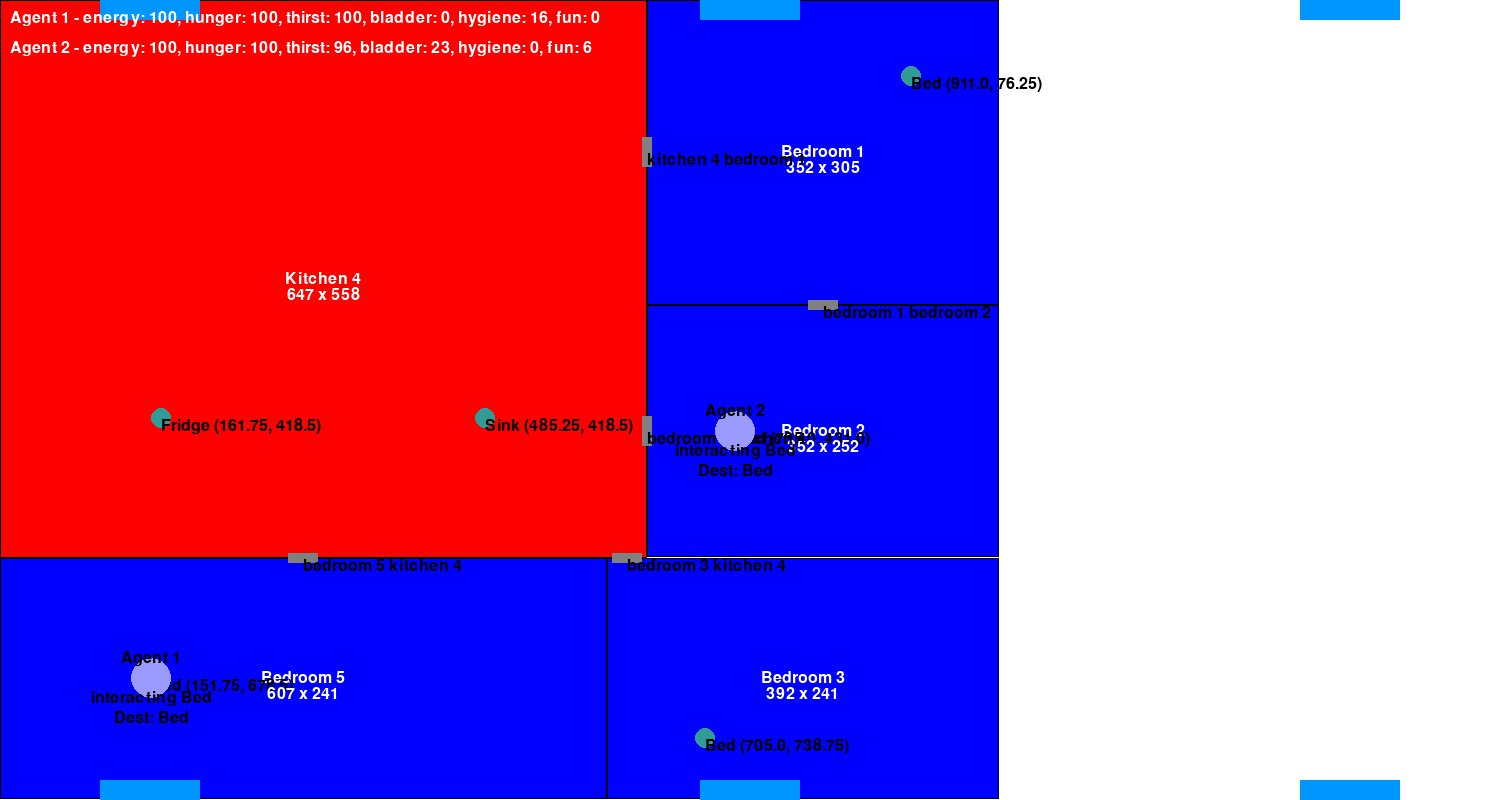 Agent 1 - energy: 100, hunger: 100, thirst: 100, bladder: 0, hygiene: 16, fun: 0
Agent 2 - energy: 100, hunger: 100, thirst: 96, bladder: 23, hygiene: 0, fun: 6
Bed (911.0, 76.25)
Bedroom 1
kitchen 4 bedroom
352 x 305
Kitchen 4
647 x 558
bedroom 1 bedroom 2
Agent 2
Fridge (161.75, 418.5)
Sink (485.25, 418.5)
Bedroom 2
bedroom
352 x 252
interacting Bed
Dest: Bed
bedroom 5 kitchen 4
bedroom 3 kitchen 4
Agent 1
Bedroom 5
(151.75,
607 x 241
interacting Bed
Dest: Bed
Bedroom 3
392 x 241
Bed (705.0, 738.75)